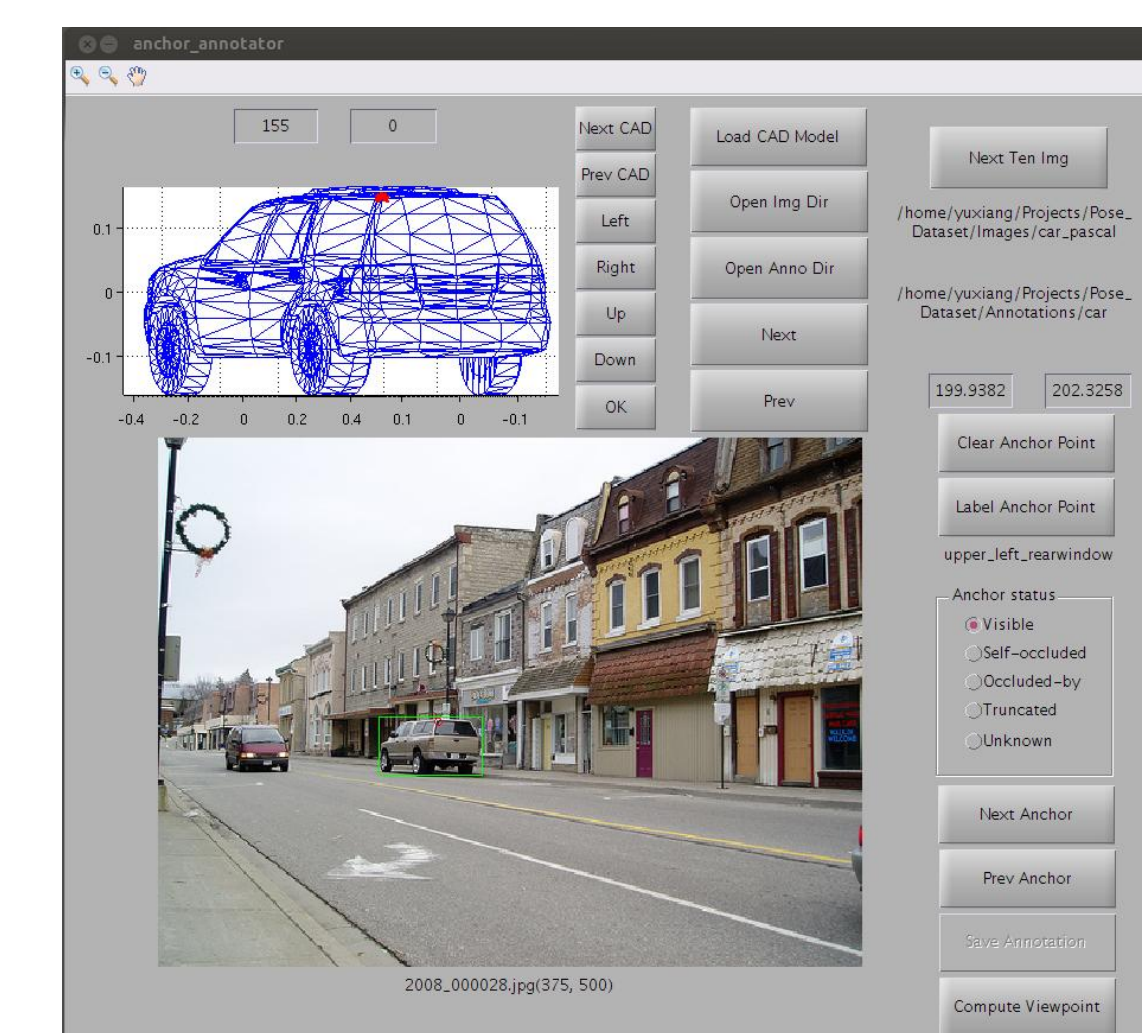 anchor_annotator
155
0
Next CAD
Prev CAD
Left
Right
Up
Down
OK
Load CAD Model
Open Img Dir
Open Anno Dir
Next
Prev
Next Ten Img
/home/yuxiang/Projects/Pose_
Dataset/Images/car_pascal
/home/yuxiang/Projects/Pose_
Dataset/Annotations/car
0.1
0
-0.1
-0.4
-0.2
0
0.2
0.4
0.1
0
-0.1
199.9382
202.3258
Clear Anchor Point
Label Anchor Point
upper_left_rearwindow
Anchor status
Visible
Self-occluded
Occluded-by
Truncated
Unknown
Next Anchor
Prev Anchor
Save Annotation
Compute Viewpoint
2008_000028.jpg(375, 500)